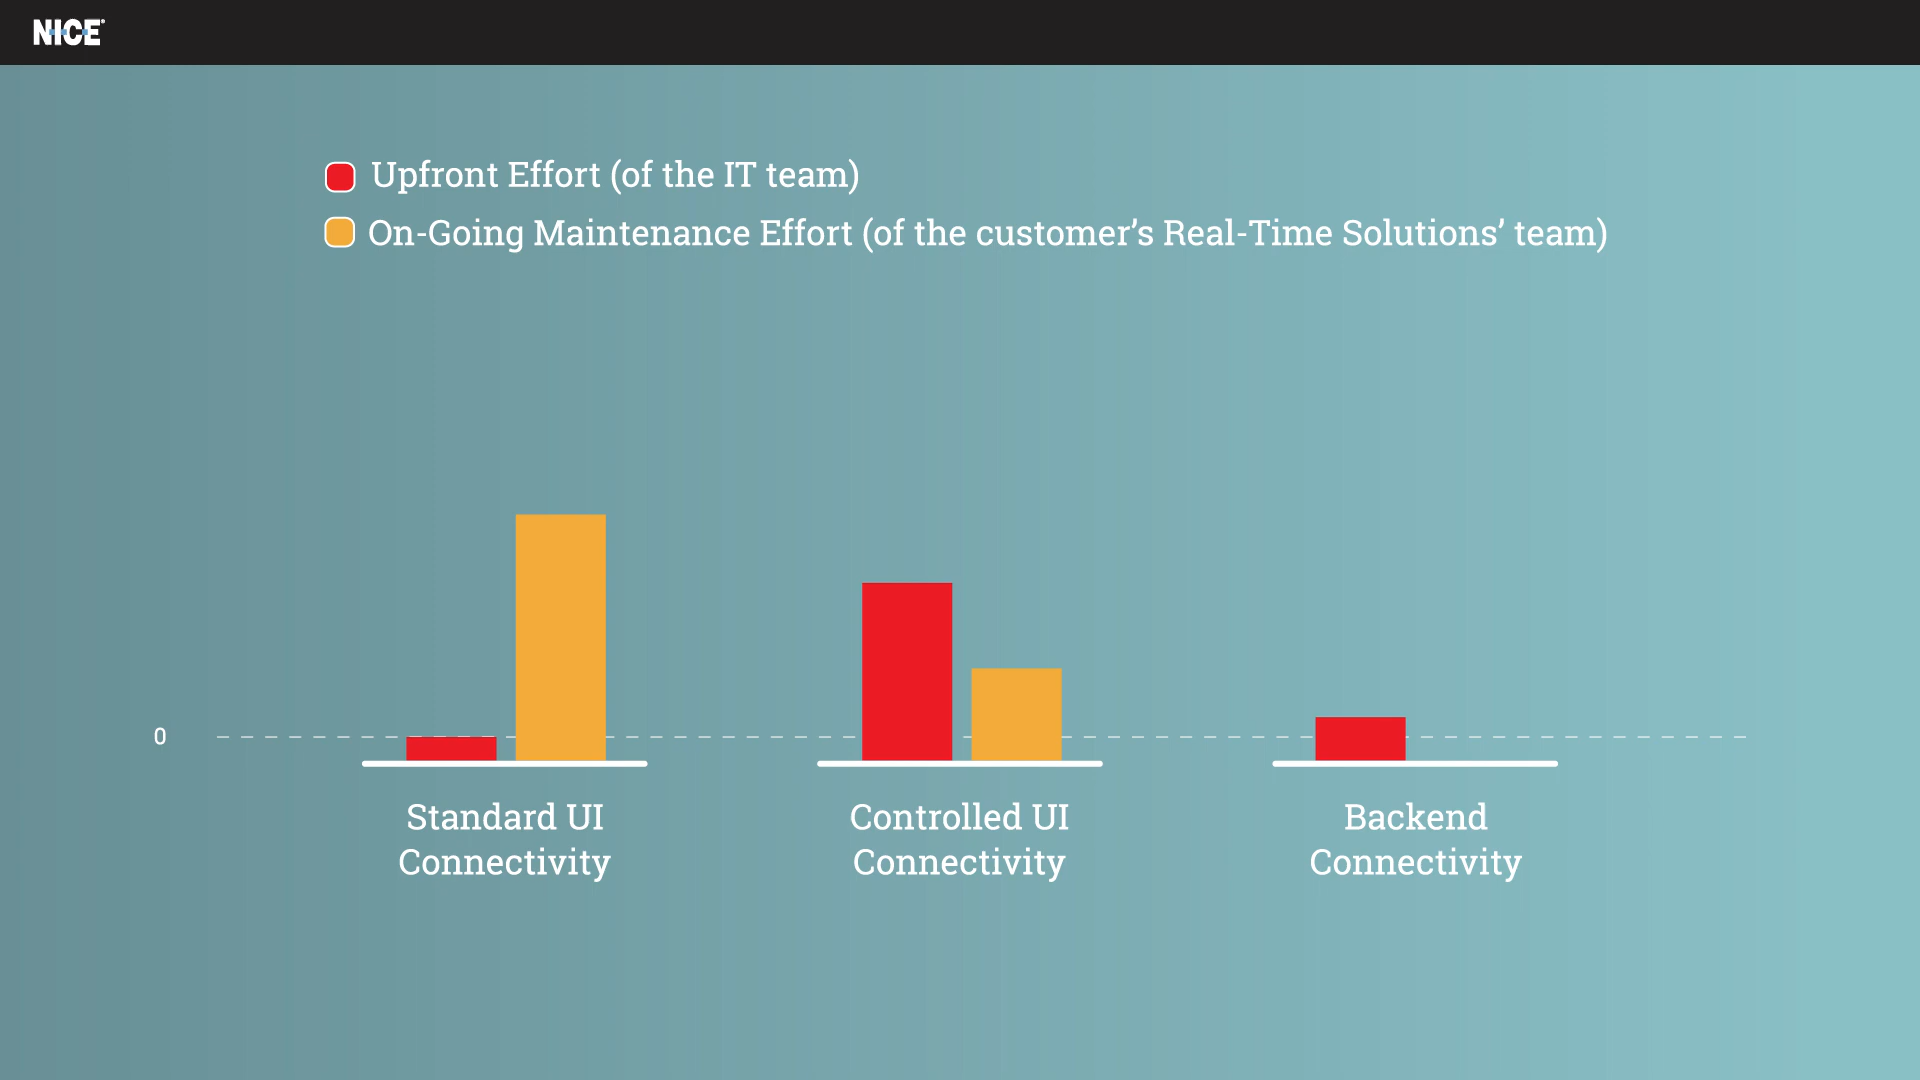 NICE®
Upfront Effort (of the IT team)
On-Going Maintenance Effort (of the customer’s Real-Time Solutions’ team)
0
Standard UI
Connectivity
Controlled UI
Connectivity
Backend
Connectivity